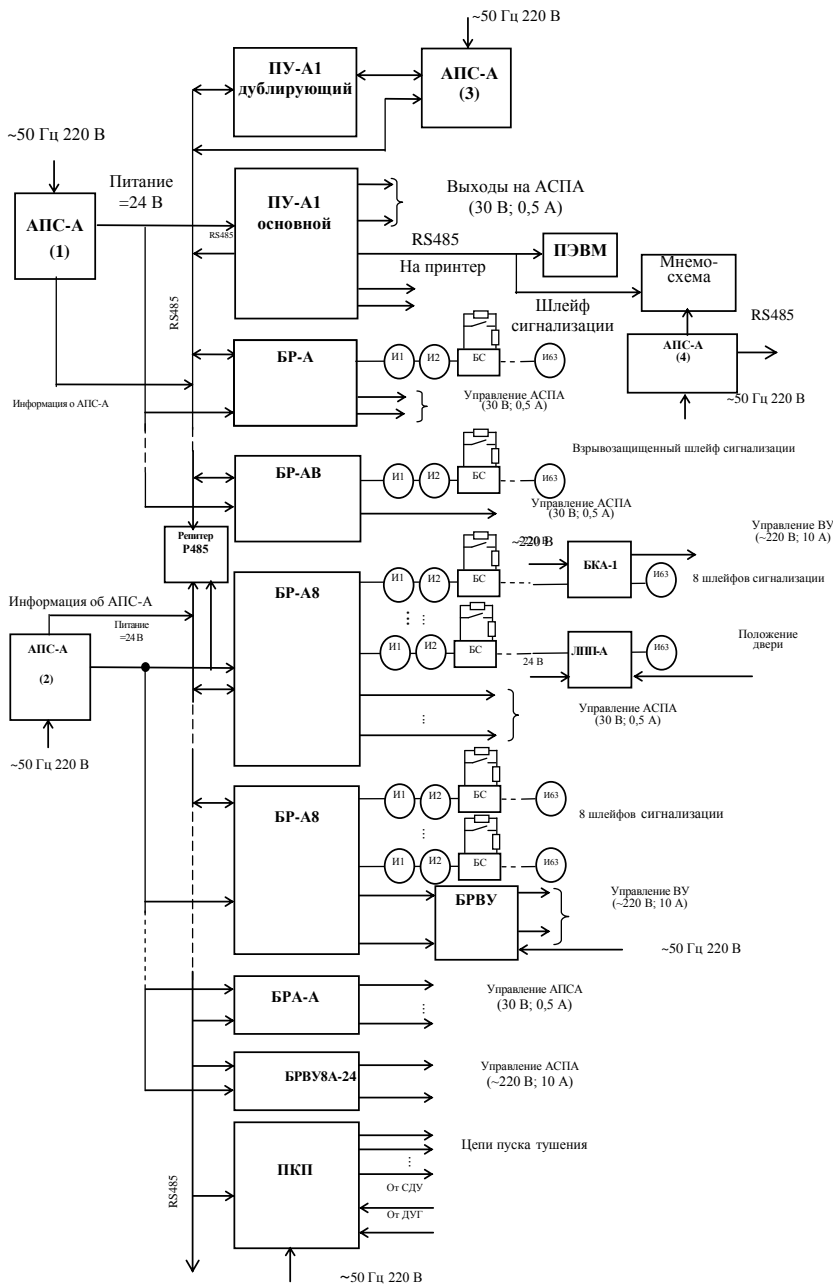 ~50 Гц 220 В
ПУ-А1
дублирующий
АПС-А
(3)
~50 Гц 220 В
Питание
=24 В
АПС-А
(1)
ПУ-А1
основной
RS485
Выходы на АСПА
(30 В; 0,5 А)
RS485
ПЭВМ
На принтер
Мнемо-
схема
RS485
RS485
Шлейф
сигнализации
АПС-А
(4)
~50 Гц 220 В
БР-А
И1
И2
БС
И63
Информация о АПС-А
Управление АСПА
(30 В; 0,5 А)
Взрывозащищенный шлейф сигнализации
БР-АВ
И1
И2
БС
И63
Управление АСПА
(30 В; 0,5 А)
Репитер
Р485
~220 В
Управление ВУ
(~220 В; 10 А)
БР-А8
И1
И2
БС
БКА-1
И63
8 шлейфов сигнализации
Информация об АПС-А
Питание
=24 В
⋮ ...
АПС-А
(2)
И1
И2
БС
24 В
ЛПП-А
И63
Положение
двери
...
Управление АСПА
(30 В; 0,5 А)
~50 Гц 220 В
БР-А8
И1
И2
БС
И63
8 шлейфов сигнализации
...
И1
И2
БС
И63
БРВУ
Управление ВУ
(~220 В; 10 А)
~50 Гц 220 В
БРА-А
...
Управление АПСА
(30 В; 0,5 А)
БРВУ8А-24
Управление АСПА
(~220 В; 10 А)
ПКП
...
Цепи пуска тушения
RS485
От СДУ
От ДУГ
~50 Гц 220 В